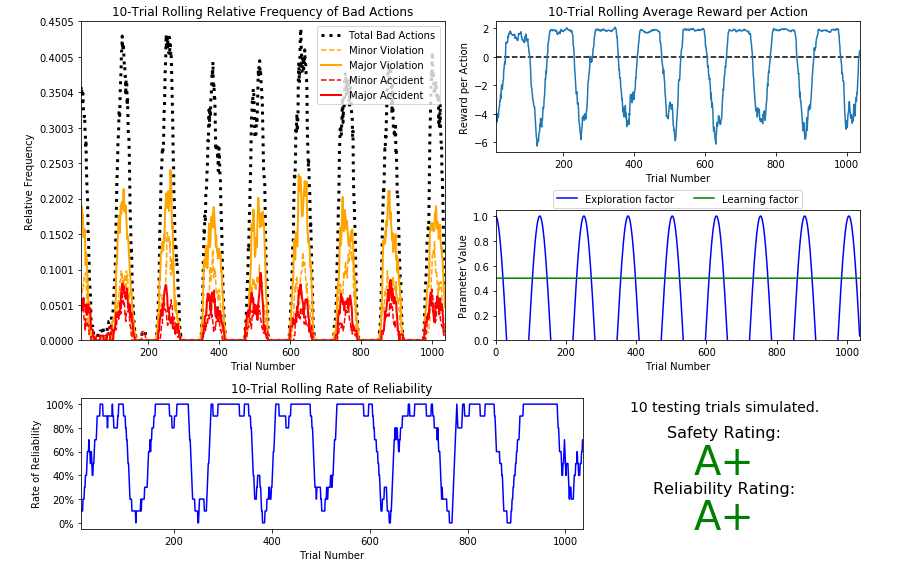 10-Trial Rolling Relative Frequency of Bad Actions
0.4505
0.4005
0.3504
0.3003
0.2503
0.2002
0.1502
0.1001
0.0501
0.0000
Relative Frequency
Total Bad Actions
Minor Violation
Major Violation
Minor Accident
Major Accident
200 400 600 800 1000
Trial Number
10-Trial Rolling Average Reward per Action
2
0
−2
−4
−6
Reward per Action
200 400 600 800 1000
Trial Number
Exploration factor Learning factor
1.0
0.8
0.6
0.4
0.2
0.0
Parameter Value
0 200 400 600 800 1000
Trial Number
10-Trial Rolling Rate of Reliability
100%
80%
60%
40%
20%
0%
Rate of Reliability
200 400 600 800 1000
Trial Number
10 testing trials simulated.
Safety Rating:
A+
Reliability Rating:
A+